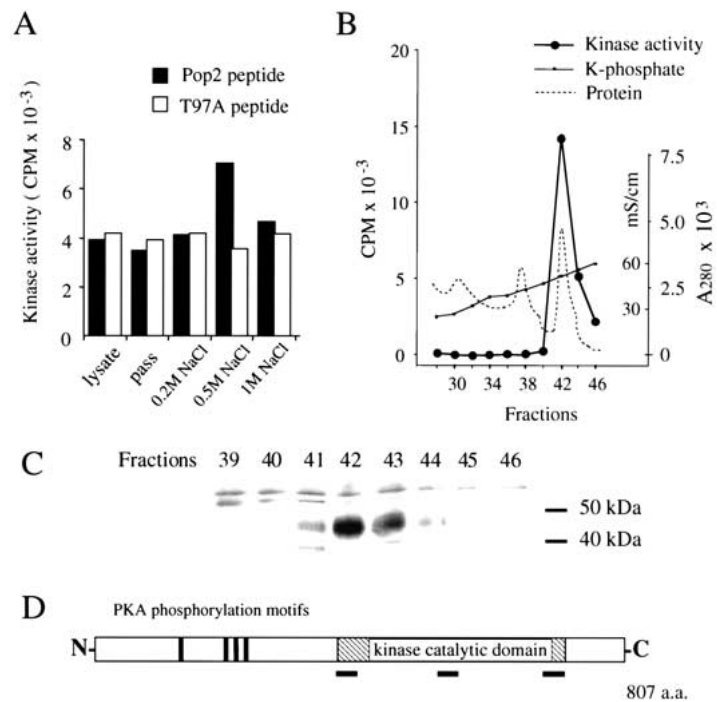 A
Pop2 peptide
T97A peptide
Kinase activity ( CPM x 10⁻³ )
8
6
4
2
0
lysate
pass
0.2M NaCl
0.5M NaCl
1M NaCl
B
Kinase activity
K-phosphate
Protein
CPM x 10⁻³
20
15
10
5
0
mS/cm
60
30
A280 x 10³
7.5
5.0
2.5
0
30 34 38 42 46
Fractions
C
Fractions 39 40 41 42 43 44 45 46
50 kDa
40 kDa
D
PKA phosphorylation motifs
N- kinase catalytic domain -C
807 a.a.